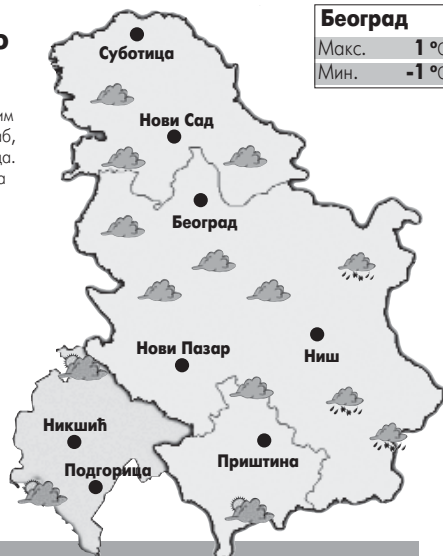 Београд
Макс. 1 °C
Мин. -1 °C
Суботица
Нови Сад
Београд
Нови Пазар
Ниш
Никшић
Подгорица
Приштина